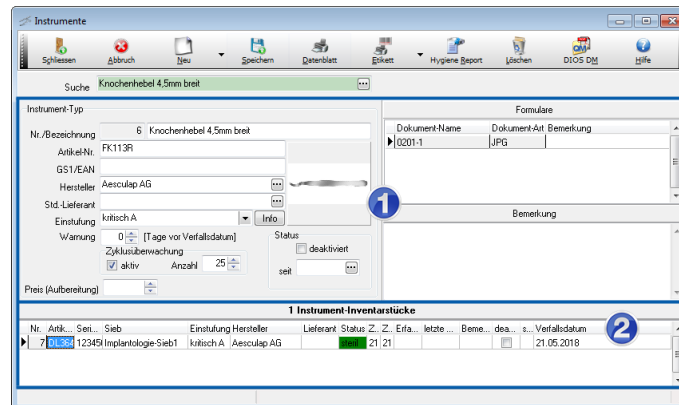 Instrumente
Schliessen Abbruch Neu Speichern Datenblatt Etikett Hygiene Report Löschen DIOS DM Hilfe
Suche Knochenhebel 4,5mm breit
Instrument-Typ
Nr./Bezeichnung 6 Knochenhebel 4,5mm breit
Artikel-Nr. FK113R
GS1/EAN
Hersteller Aesculap AG
Std.-Lieferant
Einstufung kritisch A Info
Warnung 0 [Tage vor Verfallsdatum]
Zyklusüberwachung
aktiv Anzahl 25
Preis (Aufbereitung)
Status
deaktiviert
seit
1
Formulare
Dokument-Name Dokument-Art Bemerkung
0201-1 JPG
Bemerkung
1 Instrument-Inventarstücke
2
Nr. Artik... Seri... Sieb Einstufung Hersteller Lieferant Status Z.. Z.. Erfa... letzte ... Beme... dea... s... Verfallsdatum
7 DL364 Implantologie-Sieb1 kritisch A Aesculap AG steril 21 21 21.05.2018